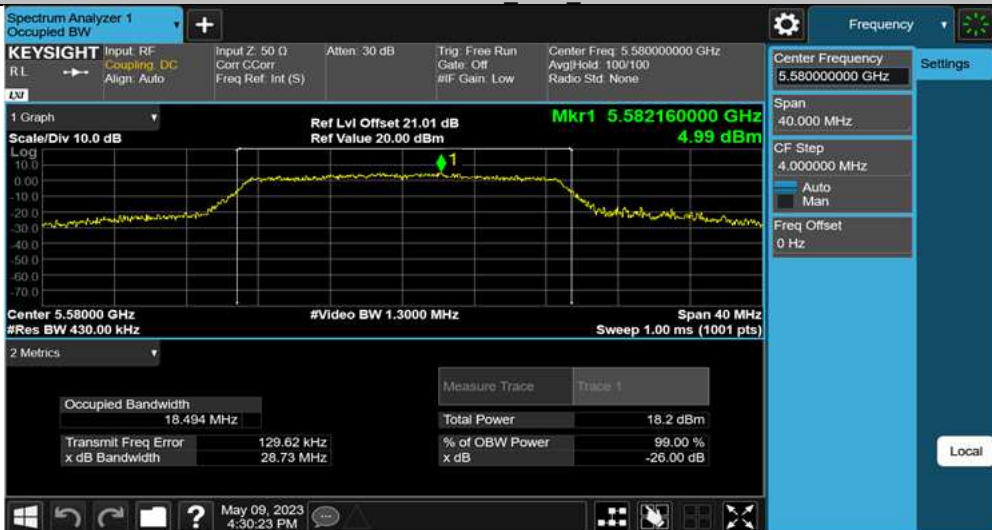 Spectrum Analyzer 1
Occupied BW
+
Frequency
KEYSIGHT
RL
LXI
Input: RF
Coupling: DC
Align: Auto
Input Z: 50 Ω
Corr CCorr
Freq Ref: Int (S)
Atten: 30 dB
Trig: Free Run
Gate: Off
#IF Gain: Low
Center Freq: 5.580000000 GHz
Avg|Hold: 100/100
Radio Std: None
Center Frequency
5.580000000 GHz
Settings
Span
40.000 MHz
CF Step
4.000000 MHz
Auto
Man
Freq Offset
0 Hz
1 Graph
Scale/Div 10.0 dB
Ref Lvl Offset 21.01 dB
Ref Value 20.00 dBm
Mkr1 5.582160000 GHz
4.99 dBm
Log
10.0
0.00
-10.0
-20.0
-30.0
-40.0
-50.0
-60.0
-70.0
1
Center 5.58000 GHz
#Res BW 430.00 kHz
#Video BW 1.3000 MHz
Span 40 MHz
Sweep 1.00 ms (1001 pts)
2 Metrics
Measure Trace Trace 1
Occupied Bandwidth
18.494 MHz
Total Power 18.2 dBm
Transmit Freq Error 129.62 kHz
% of OBW Power 99.00 %
x dB Bandwidth 28.73 MHz
x dB -26.00 dB
Local
?
May 09, 2023
4:30:23 PM